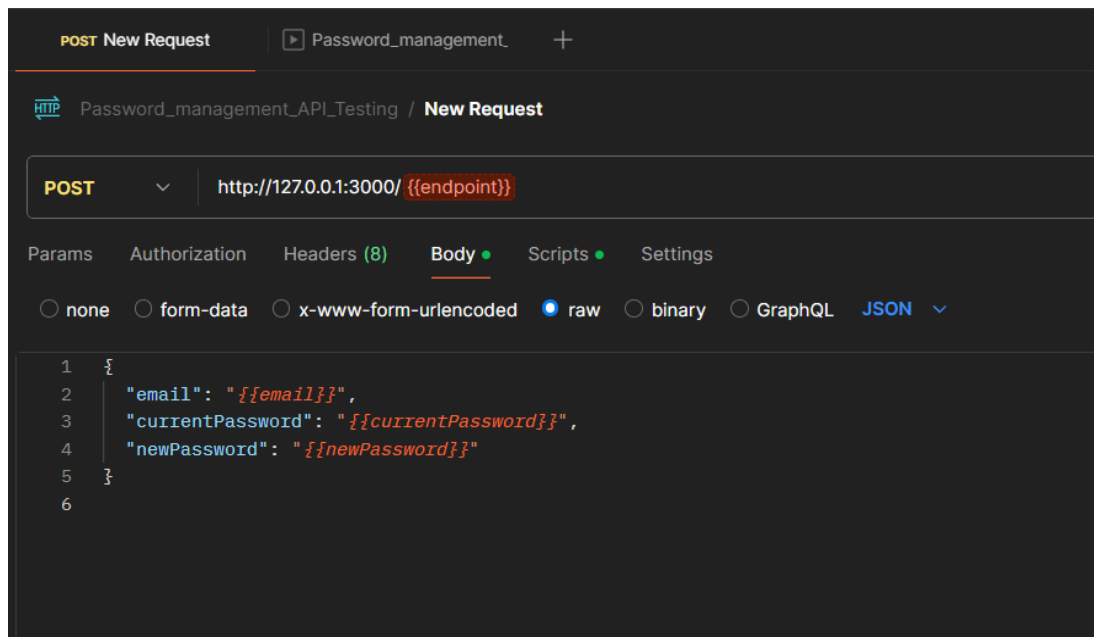 POST New Request Password_management_
HTTP Password_management_API_Testing / New Request
POST http://127.0.0.1:3000/ {{endpoint}}
Params Authorization Headers (8) Body Scripts Settings
none form-data x-www-form-urlencoded raw binary GraphQL JSON
1 {
2 "email": "{{email}}",
3 "currentPassword": "{{currentPassword}}",
4 "newPassword": "{{newPassword}}"
5 }
6